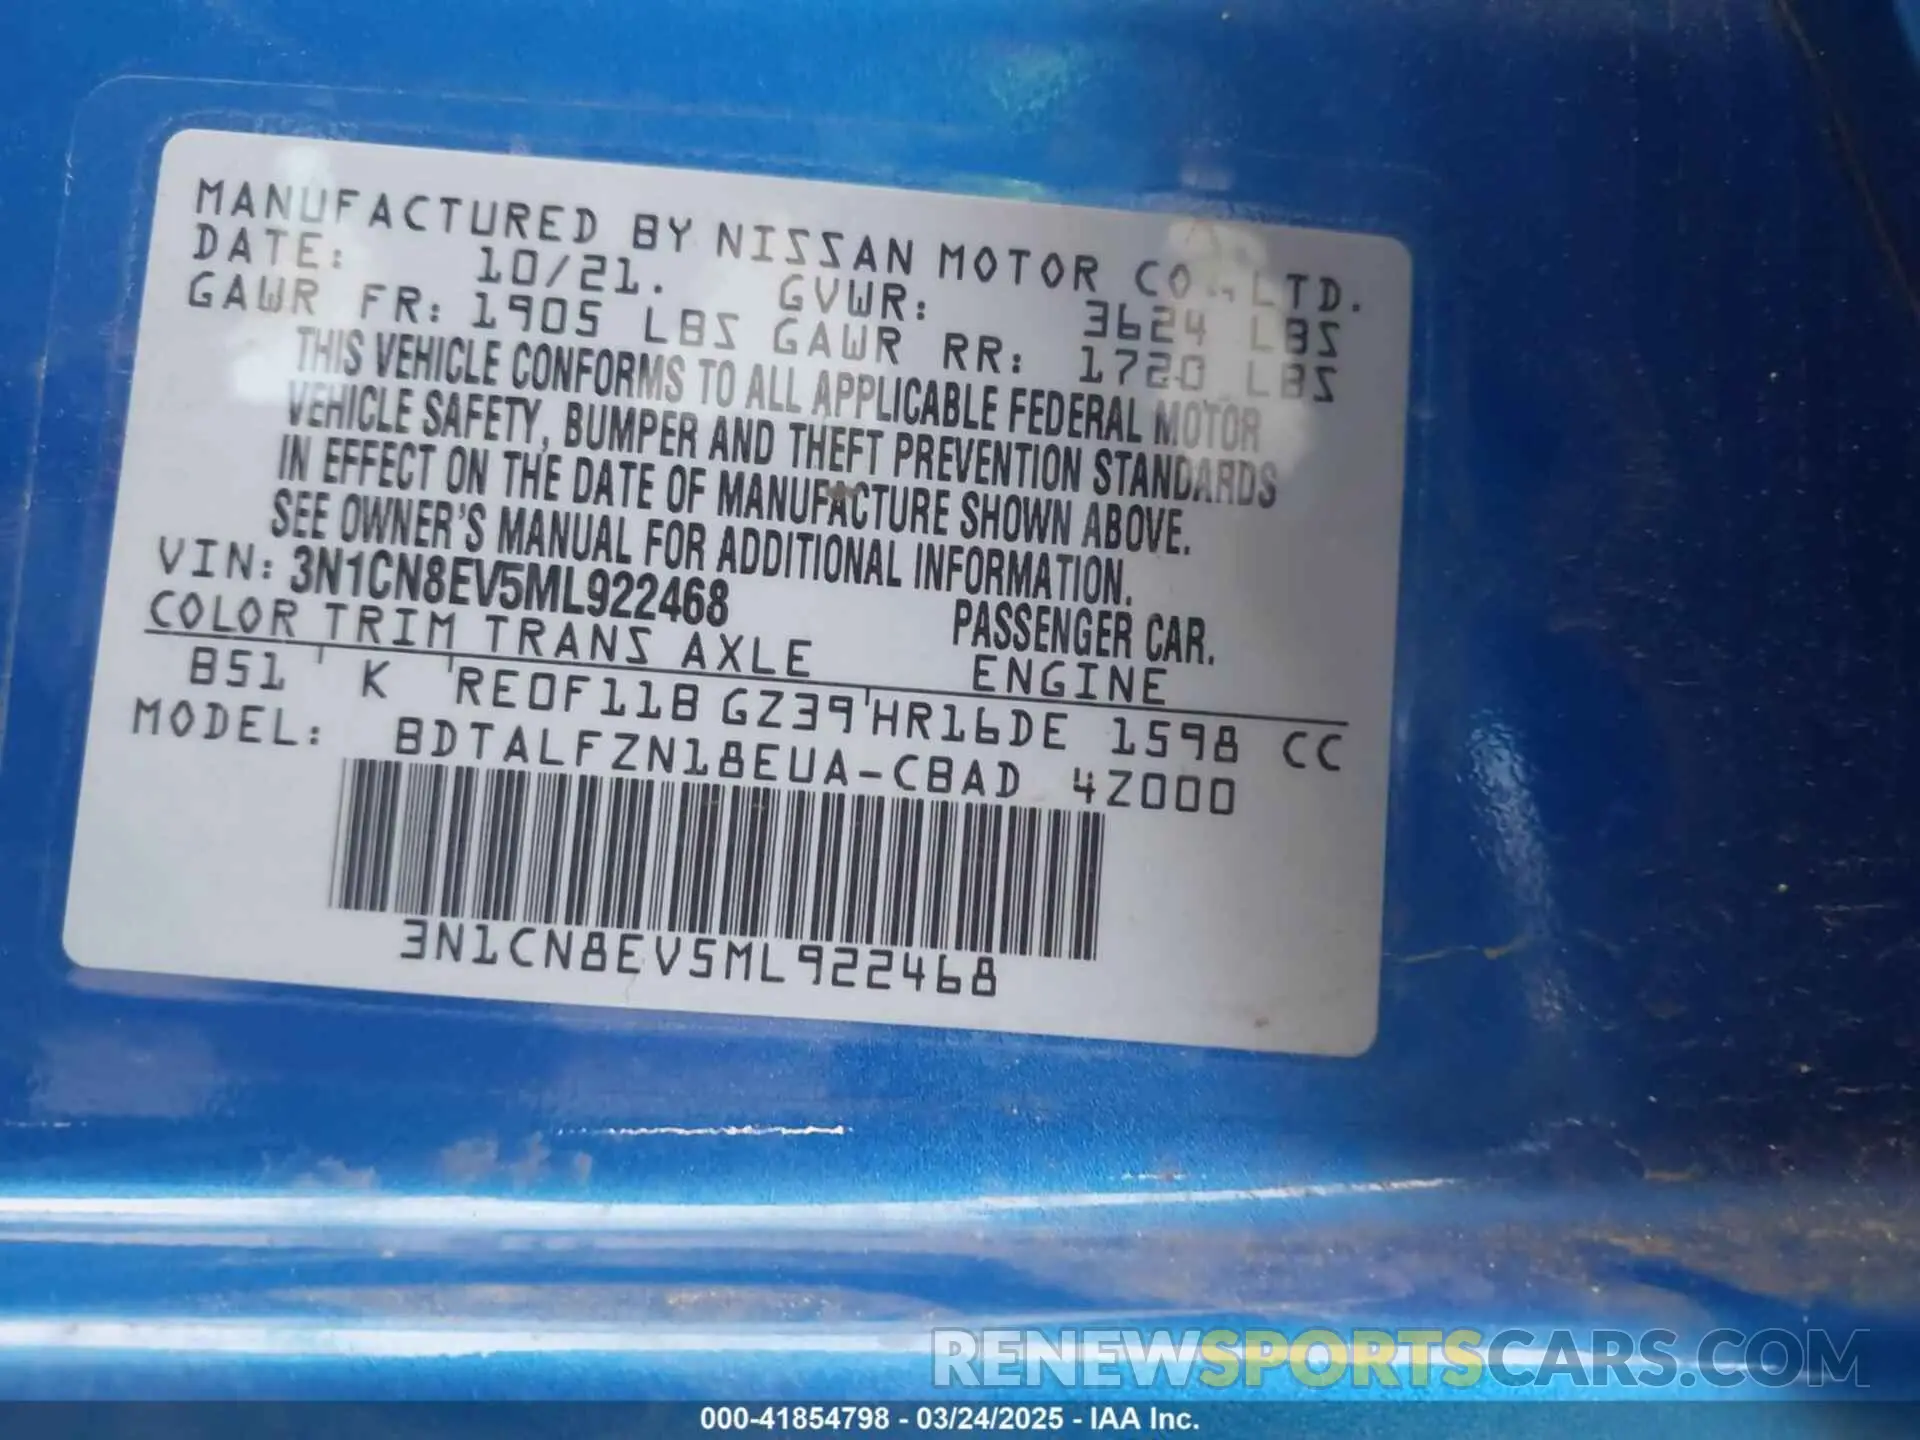 MANUFACTURED BY NISSAN MOTOR CO.,LTD.
DATE: 10/21. GVWR: 3624 LBS
GAWR FR: 1905 LBS GAWR RR: 1720 LBS
THIS VEHICLE CONFORMS TO ALL APPLICABLE FEDERAL MOTOR
VEHICLE SAFETY, BUMPER AND THEFT PREVENTION STANDARDS
IN EFFECT ON THE DATE OF MANUFACTURE SHOWN ABOVE.
SEE OWNER'S MANUAL FOR ADDITIONAL INFORMATION.
VIN: 3N1CN8EV5ML922468 PASSENGER CAR.
COLOR TRIM TRANS AXLE ENGINE
B51 K RE0F11B GZ39 HR16DE 1598 CC
MODEL: BDTALFZN18EUA-CBAD 4Z000
3N1CN8EV5ML922468
RENEWSPORTSCARS.COM
000-41854798 - 03/24/2025 - IAA Inc.